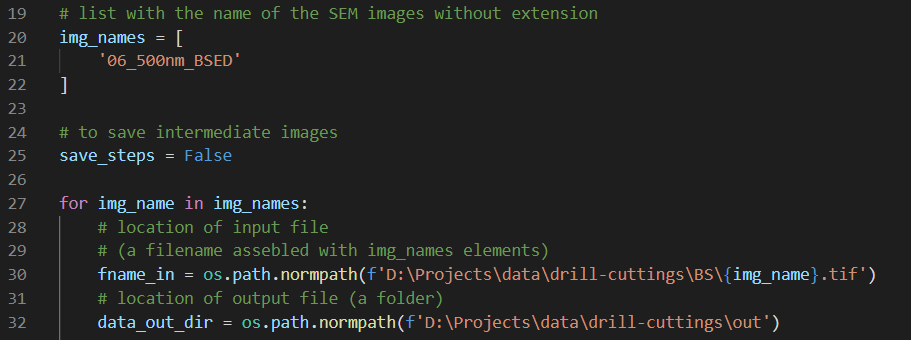 19 # list with the name of the SEM images without extension
20 img_names = [
21     '06_500nm_BSED'
22 ]
23
24 # to save intermediate images
25 save_steps = False
26
27 for img_name in img_names:
28     # location of input file
29     # (a filename assebled with img_names elements)
30     fname_in = os.path.normpath(f'D:\Projects\data\drill-cuttings\BS\{img_name}.tif')
31     # location of output file (a folder)
32     data_out_dir = os.path.normpath(f'D:\Projects\data\drill-cuttings\out')